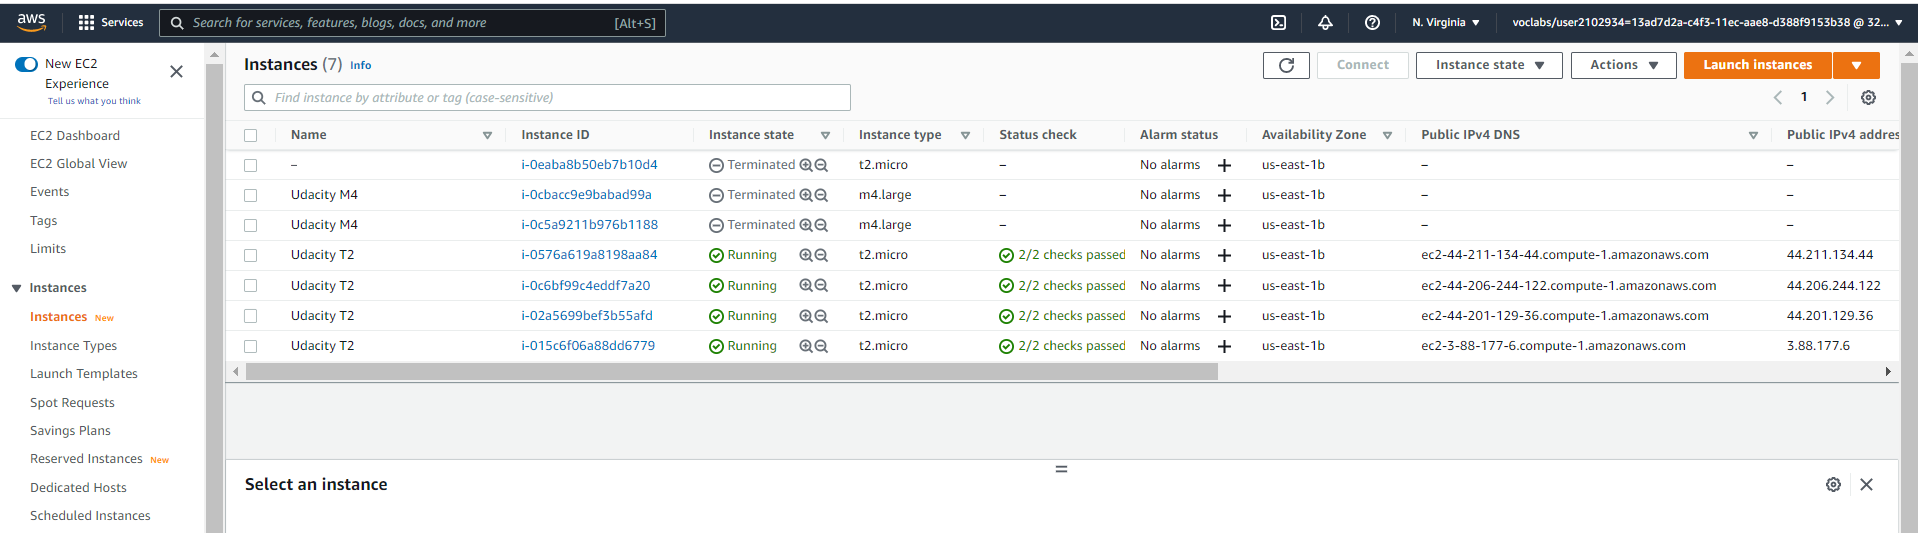 aws Services Search for services, features, blogs, docs, and more [Alt+S] N. Virginia voclabs/user2102934=13ad7d2a-c4f3-11ec-aae8-d388f9153b38 @ 32...
New EC2
Experience
Tell us what you think
EC2 Dashboard
EC2 Global View
Events
Tags
Limits
Instances
Instances New
Instance Types
Launch Templates
Spot Requests
Savings Plans
Reserved Instances New
Dedicated Hosts
Scheduled Instances
Instances (7) Info Connect Instance state Actions Launch instances
Find instance by attribute or tag (case-sensitive) 1
Name Instance ID Instance state Instance type Status check Alarm status Availability Zone Public IPv4 DNS Public IPv4 addres
– i-0eaba8b50eb7b10d4 Terminated t2.micro – No alarms + us-east-1b – –
Udacity M4 i-0cbacc9e9babad99a Terminated m4.large – No alarms + us-east-1b – –
Udacity M4 i-0c5a9211b976b1188 Terminated m4.large – No alarms + us-east-1b – –
Udacity T2 i-0576a619a8198aa84 Running t2.micro 2/2 checks passed No alarms + us-east-1b ec2-44-211-134-44.compute-1.amazonaws.com 44.211.134.44
Udacity T2 i-0c6bf99c4eddf7a20 Running t2.micro 2/2 checks passed No alarms + us-east-1b ec2-44-206-244-122.compute-1.amazonaws.com 44.206.244.122
Udacity T2 i-02a5699bef3b55afd Running t2.micro 2/2 checks passed No alarms + us-east-1b ec2-44-201-129-36.compute-1.amazonaws.com 44.201.129.36
Udacity T2 i-015c6f06a88dd6779 Running t2.micro 2/2 checks passed No alarms + us-east-1b ec2-3-88-177-6.compute-1.amazonaws.com 3.88.177.6
Select an instance